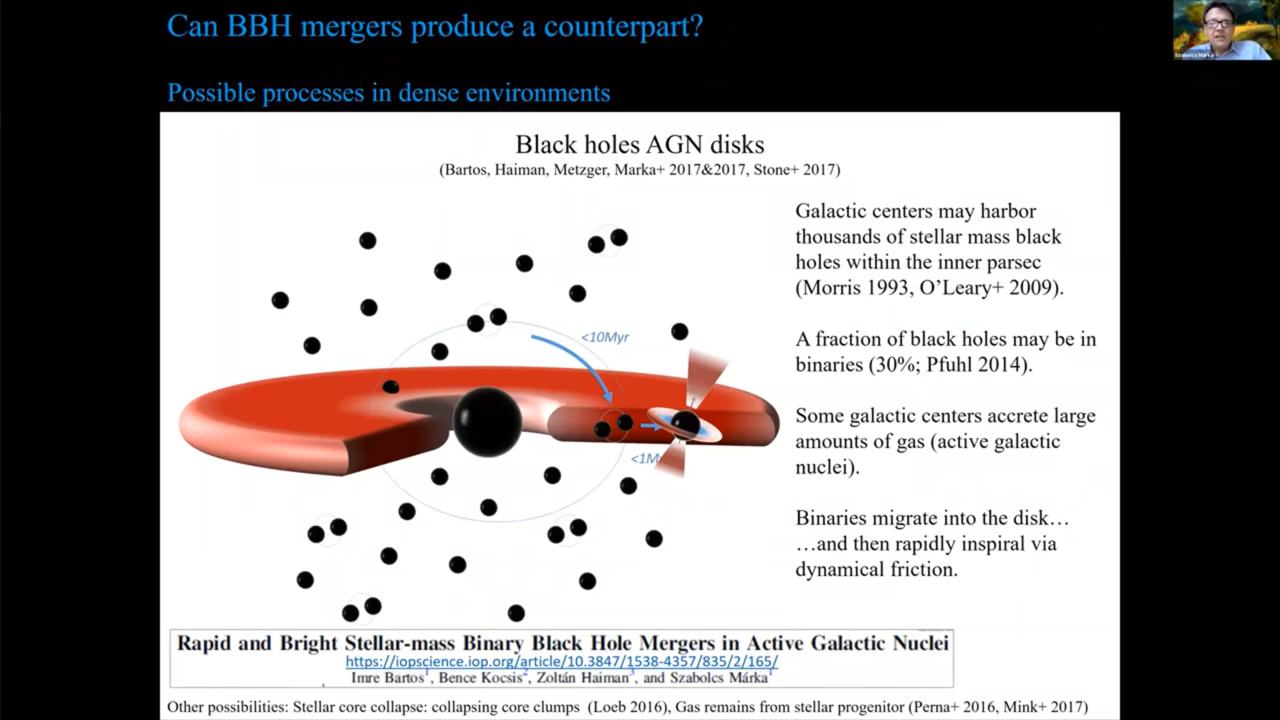 Can BBH mergers produce a counterpart?
Szabolcs Marka
Possible processes in dense environments
Black holes AGN disks
(Bartos, Haiman, Metzger, Marka+ 2017&2017, Stone+ 2017)
Galactic centers may harbor
thousands of stellar mass black
holes within the inner parsec
(Morris 1993, O’Leary+ 2009).
A fraction of black holes may be in
binaries (30%; Pfuhl 2014).
Some galactic centers accrete large
amounts of gas (active galactic
nuclei).
Binaries migrate into the disk…
…and then rapidly inspiral via
dynamical friction.
<10Myr
<1M
Rapid and Bright Stellar-mass Binary Black Hole Mergers in Active Galactic Nuclei
https://iopscience.iop.org/article/10.3847/1538-4357/835/2/165/
Imre Bartos1, Bence Kocsis2, Zoltán Haiman3, and Szabolcs Márka1
Other possibilities: Stellar core collapse: collapsing core clumps (Loeb 2016), Gas remains from stellar progenitor (Perna+ 2016, Mink+ 2017)